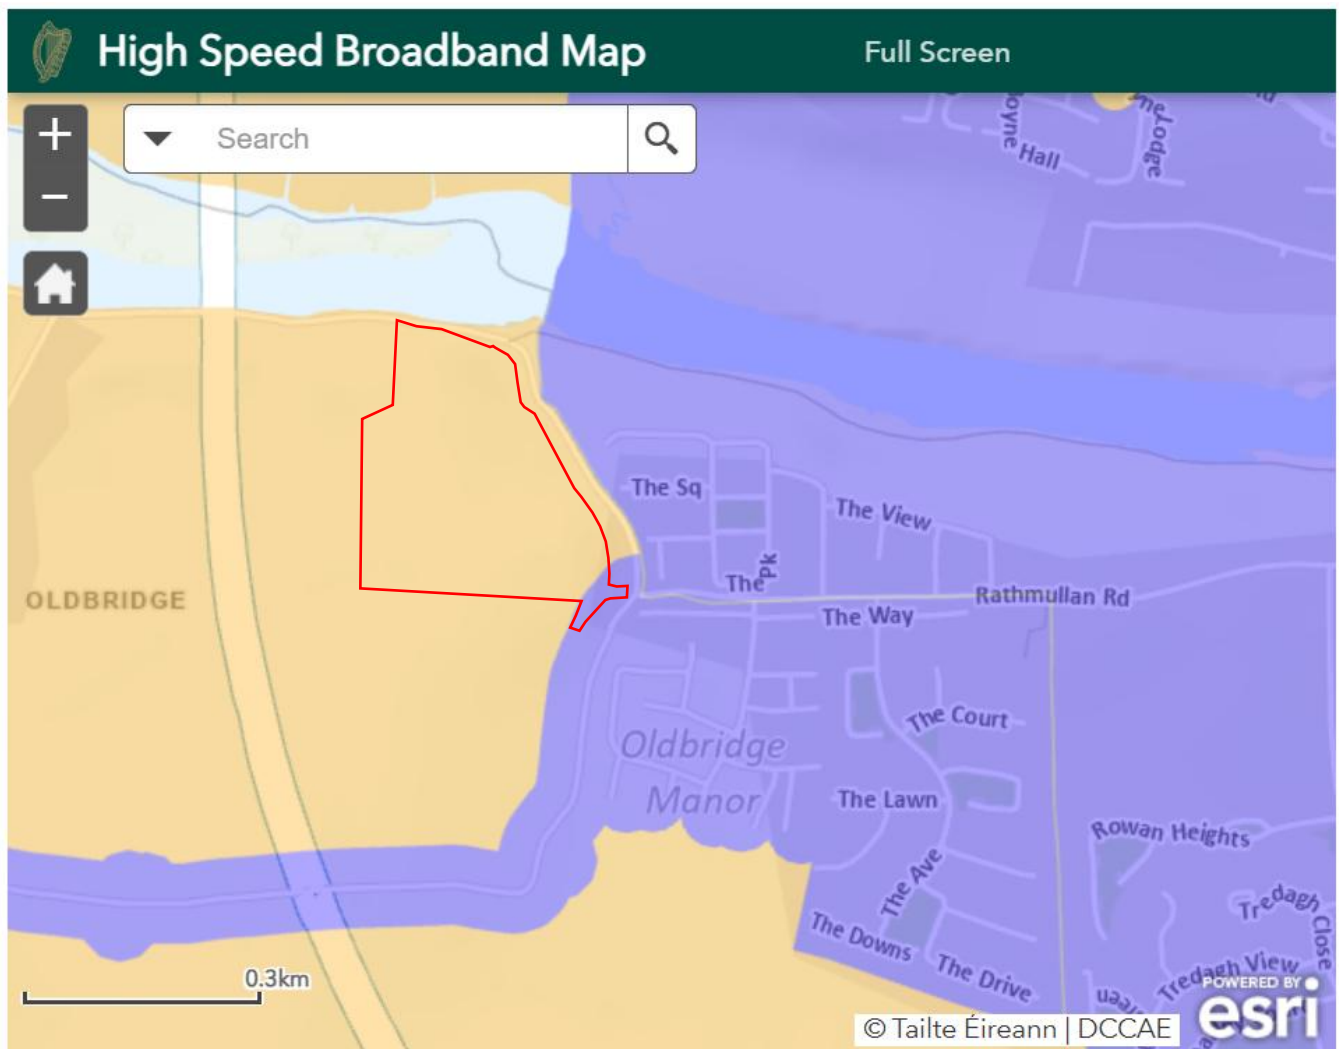 High Speed Broadband Map
Full Screen
+
Search
−
Boyne Hall
Lodge
The Sq
The View
The Pk
OLDBRIDGE
Rathmullan Rd
The Way
The Court
Oldbridge
Manor
The Lawn
Rowan Heights
The Ave
Tredagh Close
The Downs
The Drive
Tredagh View
0.3km
POWERED BY
esri
© Tailte Éireann | DCCAE